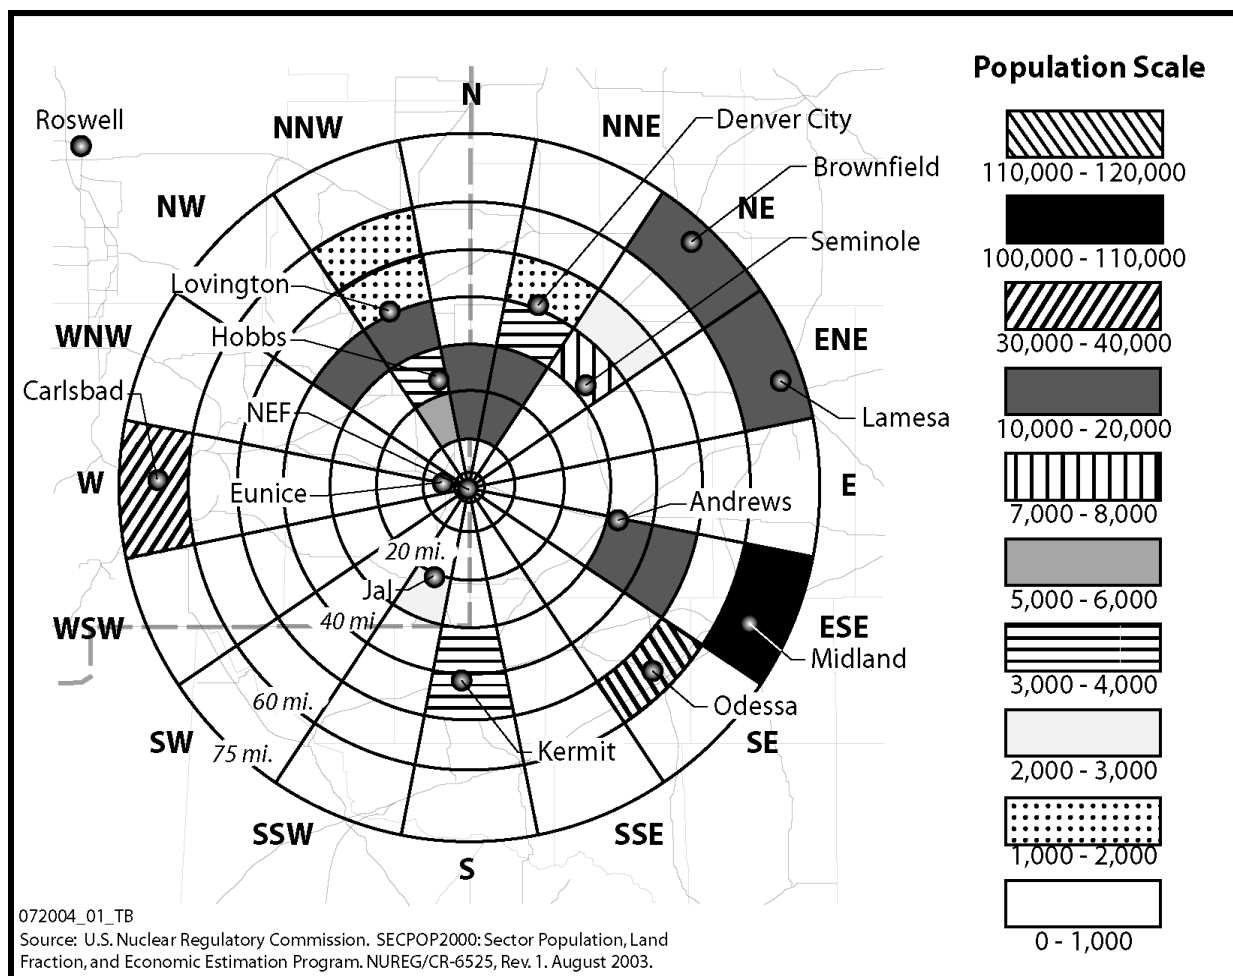 Population Scale
N
NNW
NNE
Denver City
Roswell
Brownfield
110,000 - 120,000
NW
NE
Seminole
100,000 - 110,000
Lovington
WNW
Hobbs
ENE
30,000 - 40,000
Carlsbad
NEF
Lamesa
10,000 - 20,000
W
Eunice
E
Andrews
7,000 - 8,000
20 mi.
Jal
40 mi.
5,000 - 6,000
WSW
ESE
Midland
3,000 - 4,000
60 mi.
Odessa
SW
75 mi.
Kermit
SE
2,000 - 3,000
SSW
SSE
S
1,000 - 2,000
0 - 1,000
072004_01_TB
Source: U.S. Nuclear Regulatory Commission. SECPOP2000: Sector Population, Land
Fraction, and Economic Estimation Program. NUREG/CR-6525, Rev. 1. August 2003.